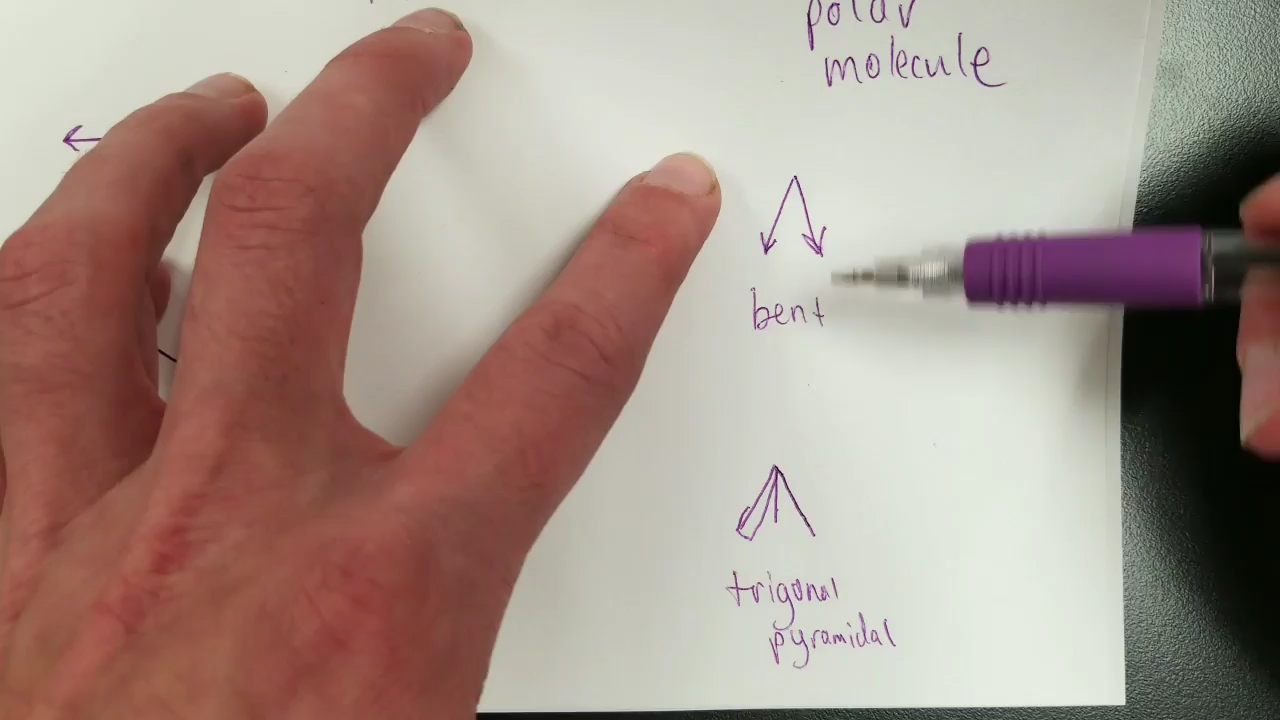 polar
molecule
bent
trigonal
pyramidal